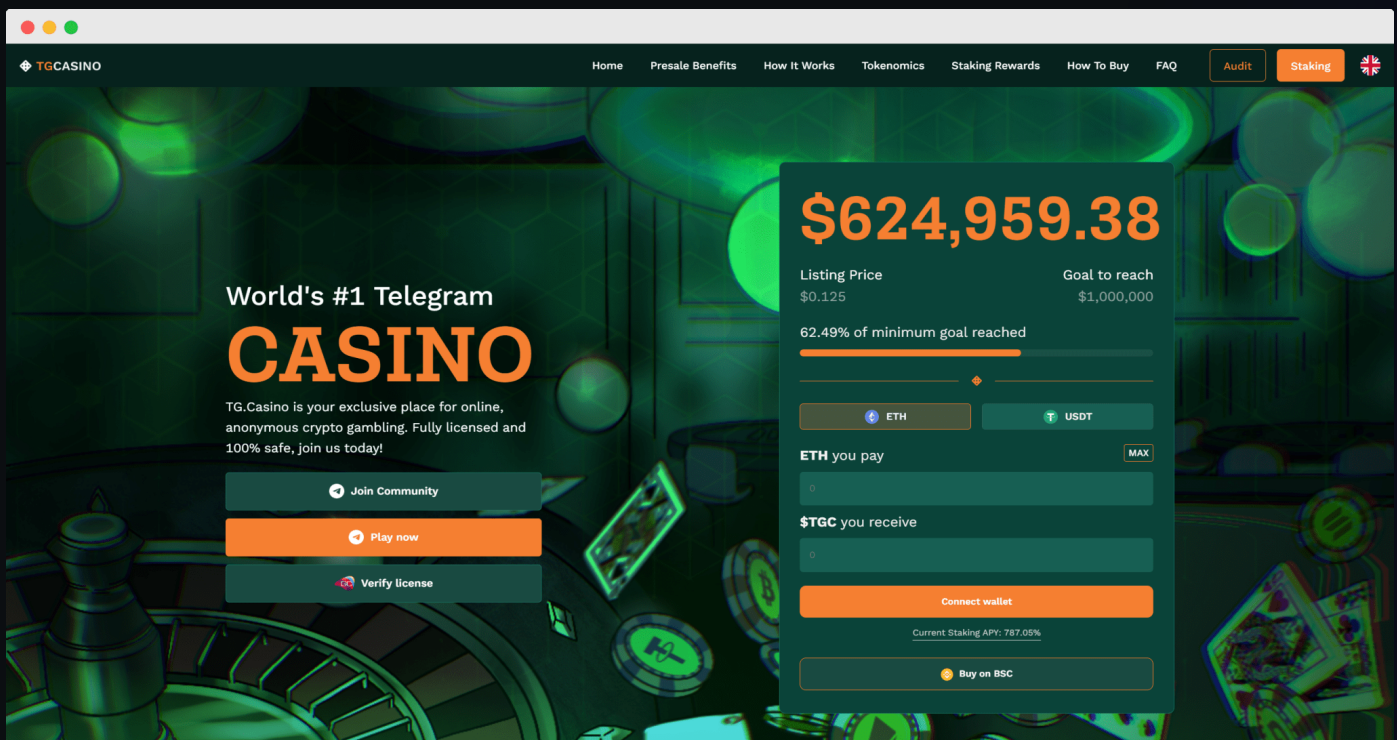 TGCASINO
Home Presale Benefits How It Works Tokenomics Staking Rewards How To Buy FAQ Audit Staking
World's #1 Telegram
CASINO
TG.Casino is your exclusive place for online,
anonymous crypto gambling. Fully licensed and
100% safe, join us today!
Join Community
Play now
GC Verify license
$624,959.38
Listing Price Goal to reach
$0.125 $1,000,000
62.49% of minimum goal reached
ETH USDT
ETH you pay MAX
0
$TGC you receive
0
Connect wallet
Current Staking APY: 787.05%
Buy on BSC